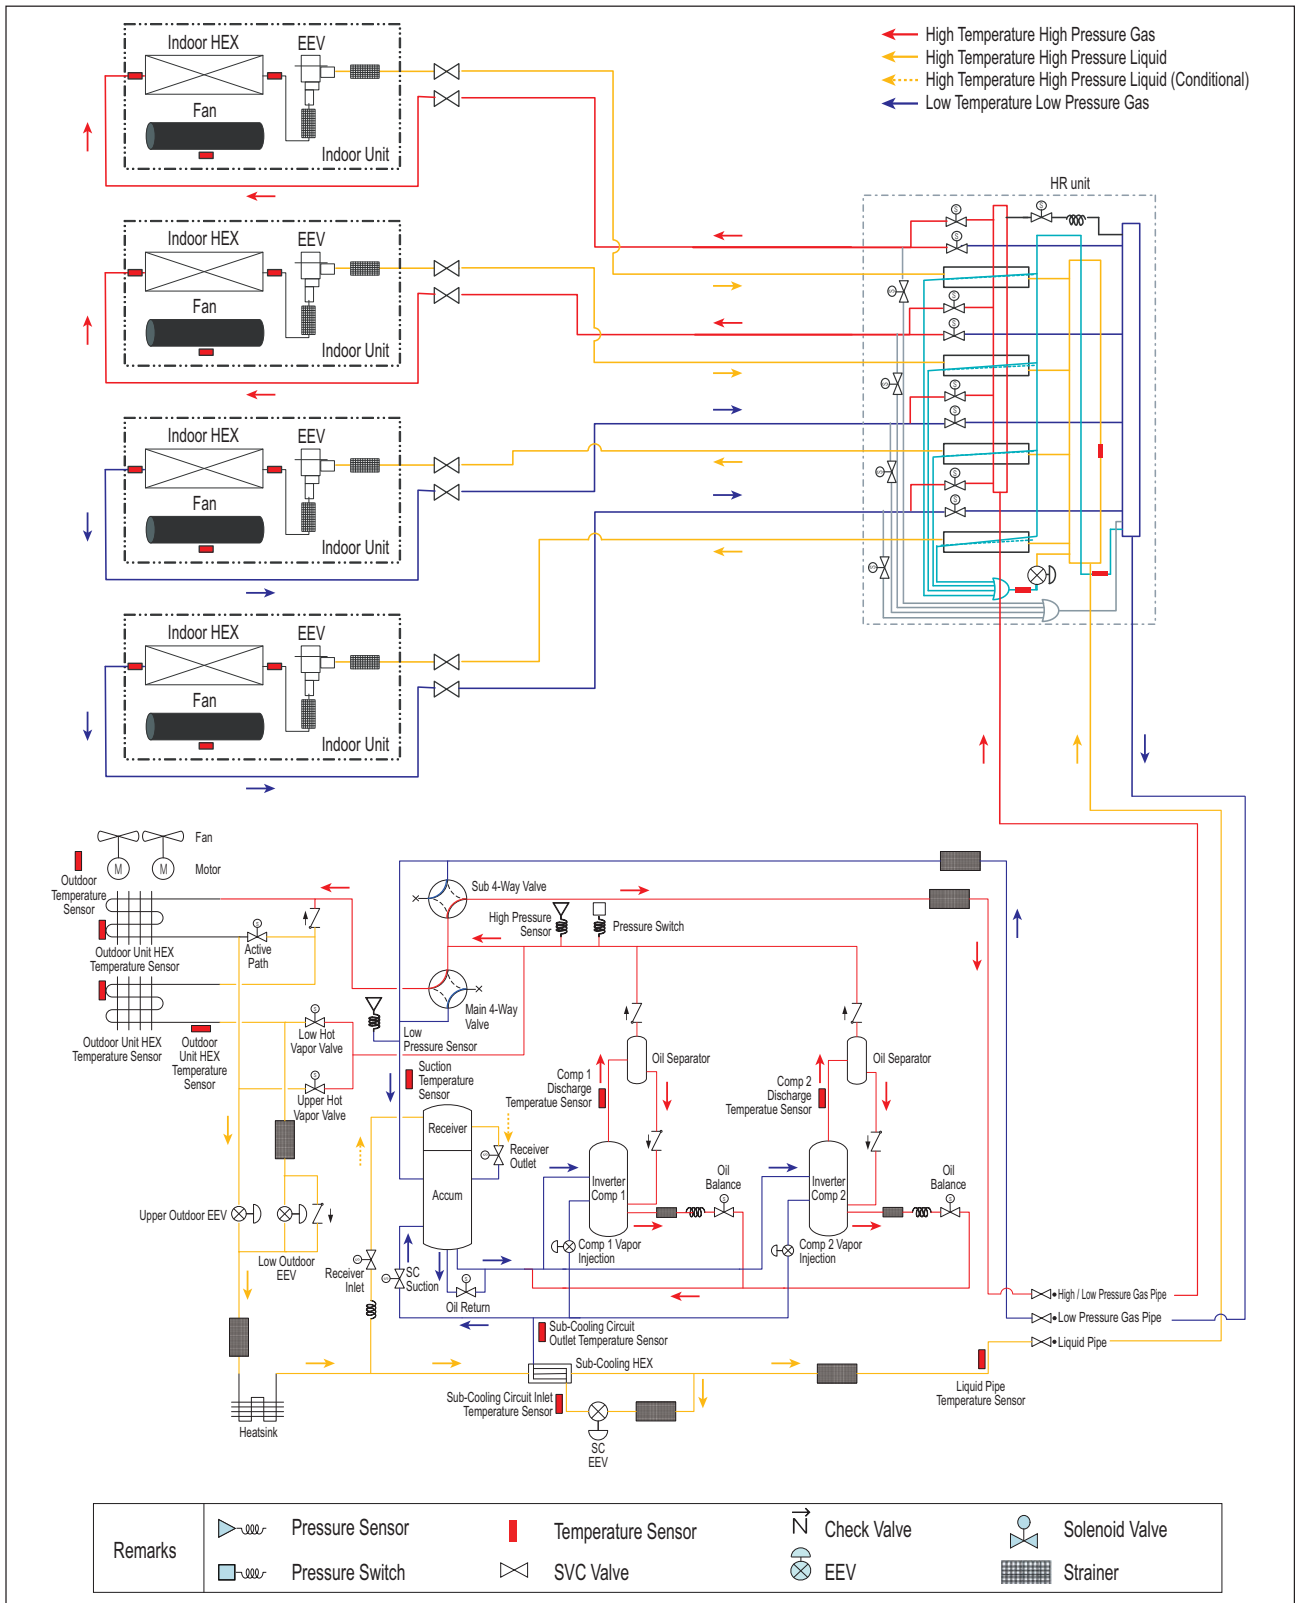 High Temperature High Pressure Gas
High Temperature High Pressure Liquid
High Temperature High Pressure Liquid (Conditional)
Low Temperature Low Pressure Gas
Indoor HEX
EEV
Fan
Indoor Unit
Indoor HEX
EEV
Fan
Indoor Unit
Indoor HEX
EEV
Fan
Indoor Unit
Indoor HEX
EEV
Fan
Indoor Unit
HR unit
S
S
S
S
S
S
S
S
S
S
S
S
S
Fan
M
M
Motor
Outdoor
Temperature
Sensor
S
Active
Path
Outdoor Unit HEX
Temperature Sensor
Outdoor Unit HEX
Temperature Sensor
Outdoor
Unit HEX
Temperature
Sensor
S
Low Hot
Vapor Valve
S
Upper Hot
Vapor Valve
Sub 4-Way Valve
High Pressure
Sensor
Pressure Switch
Main 4-Way
Valve
Low
Pressure Sensor
Suction
Temperature
Sensor
Oil Separator
Oil Separator
Comp 1
Discharge
Temperatue Sensor
Comp 2
Discharge
Temperatue Sensor
Receiver
S
Receiver
Outlet
Accum
Inverter
Comp 1
Oil
Balance
S
Inverter
Comp 2
Oil
Balance
S
Upper Outdoor EEV
Low Outdoor
EEV
S
Receiver
Inlet
S
SC
Suction
S
Oil Return
Comp 1 Vapor
Injection
Comp 2 Vapor
Injection
High / Low Pressure Gas Pipe
Low Pressure Gas Pipe
Liquid Pipe
Sub-Cooling Circuit
Outlet Temperature Sensor
Sub-Cooling HEX
Sub-Cooling Circuit Inlet
Temperature Sensor
SC
EEV
Liquid Pipe
Temperature Sensor
Heatsink
Remarks
Pressure Sensor
Temperature Sensor
Check Valve
Solenoid Valve
Pressure Switch
SVC Valve
EEV
Strainer